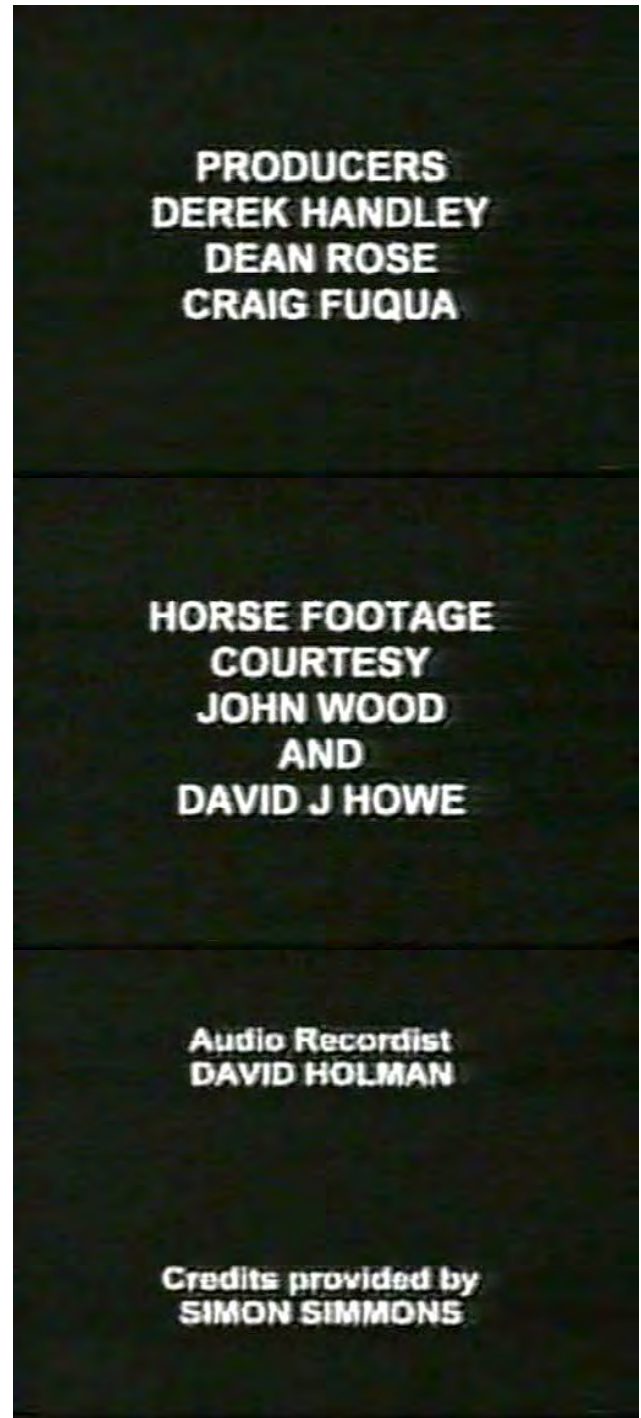 PRODUCERS
DEREK HANDLEY
DEAN ROSE
CRAIG FUQUA
HORSE FOOTAGE
COURTESY
JOHN WOOD
AND
DAVID J HOWE
Audio Recordist
DAVID HOLMAN
Credits provided by
SIMON SIMMONS